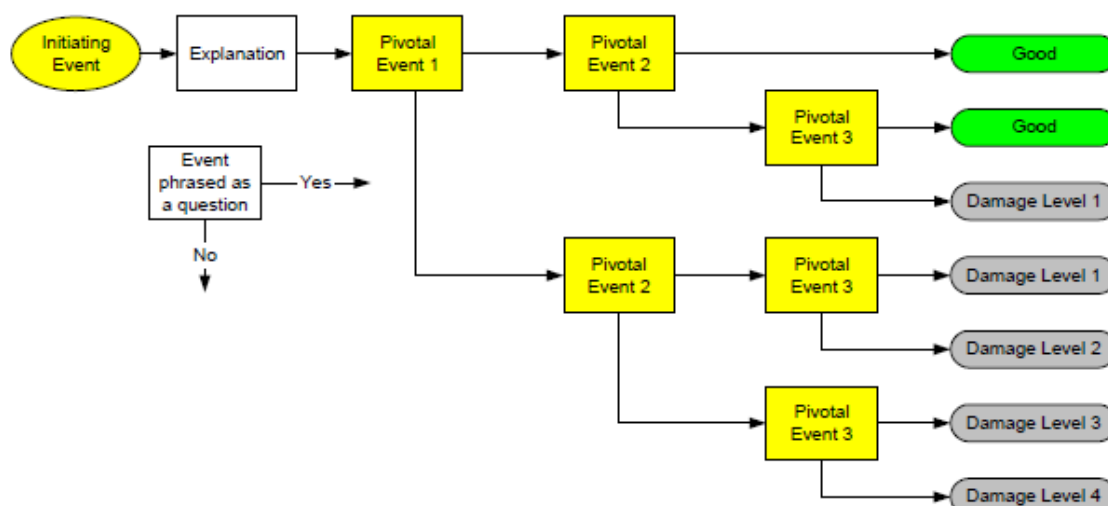 Initiating
Event
Explanation
Pivotal
Event 1
Pivotal
Event 2
Good
Pivotal
Event 3
Good
Event
phrased as
a question
Yes
No
Damage Level 1
Pivotal
Event 2
Pivotal
Event 3
Damage Level 1
Damage Level 2
Pivotal
Event 3
Damage Level 3
Damage Level 4